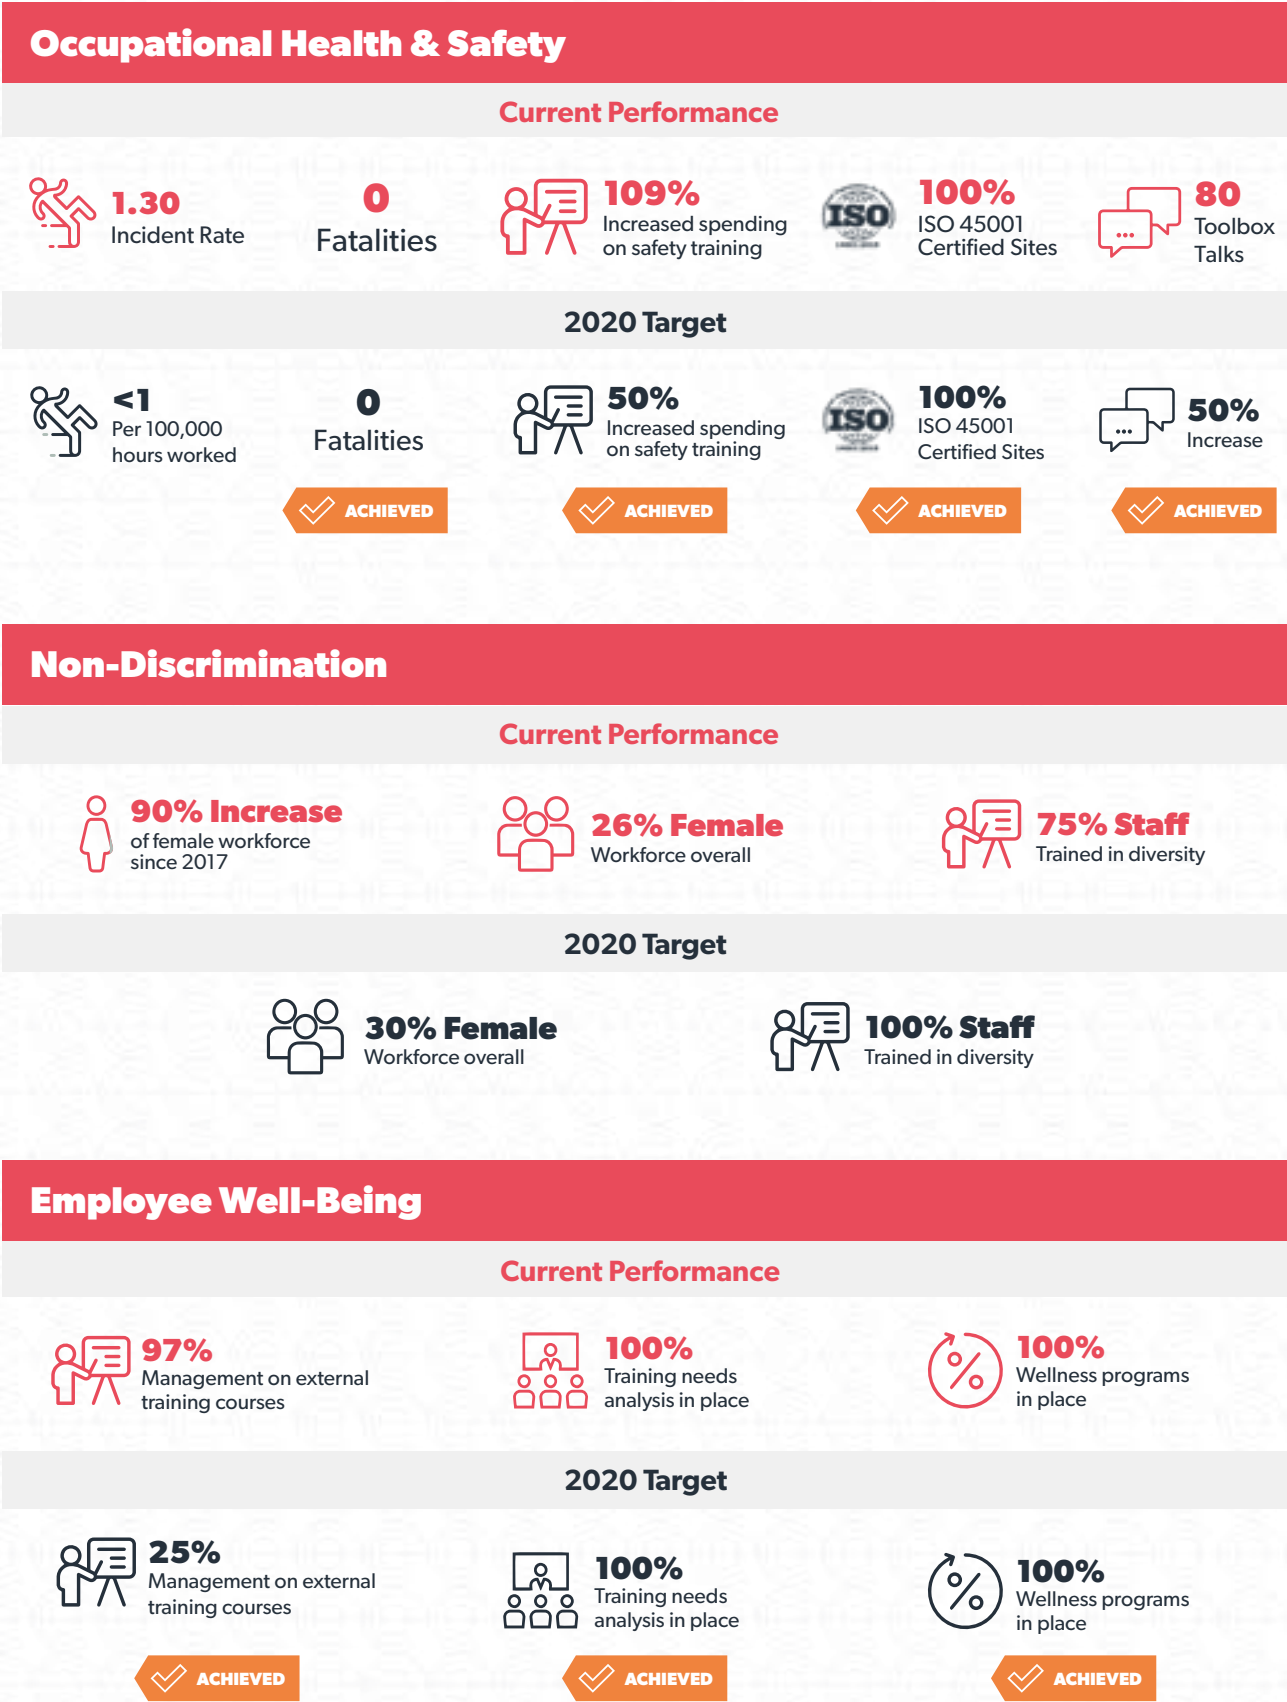 Occupational Health & Safety
Current Performance
1.30
Incident Rate
0
Fatalities
109%
Increased spending
on safety training
ISO
100%
ISO 45001
Certified Sites
80
Toolbox
Talks
2020 Target
<1
Per 100,000
hours worked
0
Fatalities
50%
Increased spending
on safety training
ISO
100%
ISO 45001
Certified Sites
50%
Increase
ACHIEVED
ACHIEVED
ACHIEVED
ACHIEVED
Non-Discrimination
Current Performance
90% Increase
of female workforce
since 2017
26% Female
Workforce overall
75% Staff
Trained in diversity
2020 Target
30% Female
Workforce overall
100% Staff
Trained in diversity
Employee Well-Being
Current Performance
97%
Management on external
training courses
100%
Training needs
analysis in place
100%
Wellness programs
in place
2020 Target
25%
Management on external
training courses
100%
Training needs
analysis in place
100%
Wellness programs
in place
ACHIEVED
ACHIEVED
ACHIEVED